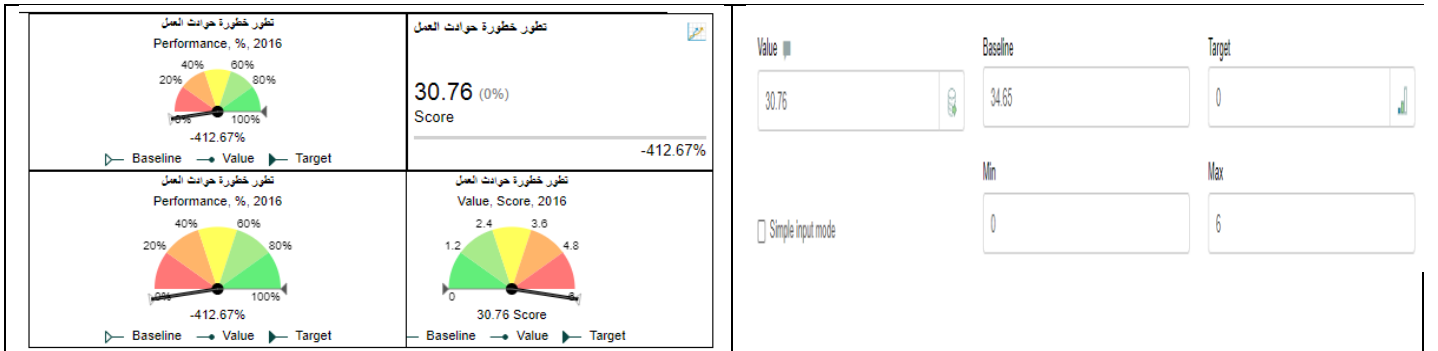 تطور خطورة حوادث العمل
Performance, %, 2016
40% 60%
20% 80%
0% 100%
-412.67%
Baseline Value Target
تطور خطورة حوادث العمل
30.76 (0%)
Score
-412.67%
تطور خطورة حوادث العمل
Performance, %, 2016
40% 60%
20% 80%
0% 100%
-412.67%
Baseline Value Target
تطور خطورة حوادث العمل
Value, Score, 2016
2.4 3.6
1.2 4.8
0 6
30.76 Score
Baseline Value Target
Value Baseline Target
30.76 34.65 0
Min Max
Simple input mode 0 6